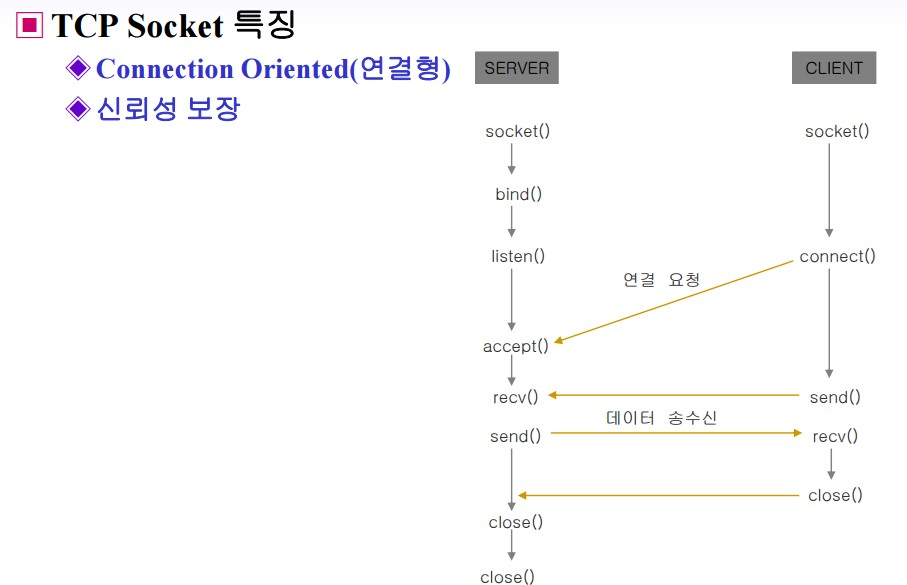 TCP Socket 특징
Connection Oriented(연결형)
신뢰성 보장
SERVER
CLIENT
socket()
socket()
bind()
listen()
connect()
연결 요청
accept()
recv()
send()
데이터 송수신
send()
recv()
close()
close()
close()